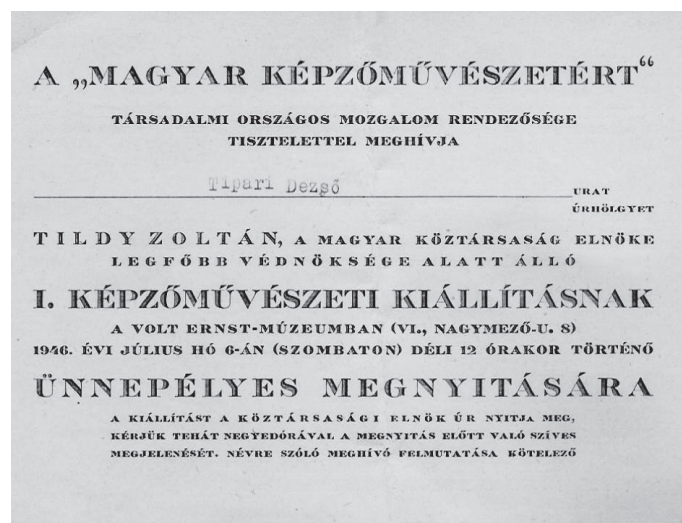 A „MAGYAR KÉPZŐMŰVÉSZETÉRT“
TÁRSADALMI ORSZÁGOS MOZGALOM RENDEZŐSÉGE
TISZTELETTEL MEGHÍVJA
Tipari Dezső
URAT
ÚRHÖLGYET
TILDY ZOLTÁN, A MAGYAR KÖZTÁRSASÁG ELNÖKE
LEGFŐBB VÉDNÖKSÉGE ALATT ÁLLÓ
I. KÉPZŐMŰVÉSZETI KIÁLLÍTÁSNAK
A VOLT ERNST-MÚZEUMBAN (VI., NAGYMEZŐ-U. 8)
1946. ÉVI JÚLIUS HÓ 6-ÁN (SZOMBATON) DÉLI 12 ÓRAKOR TÖRTÉNŐ
ÜNNEPÉLYES MEGNYITÁSÁRA
A KIÁLLÍTÁST A KÖZTÁRSASÁGI ELNÖK ÚR NYITJA MEG,
KÉRJÜK TEHÁT NEGYEDÓRÁVAL A MEGNYITÁS ELŐTT VALÓ SZÍVES
MEGJELENÉSÉT. NÉVRE SZÓLÓ MEGHÍVÓ FELMUTATÁSA KÖTELEZŐ